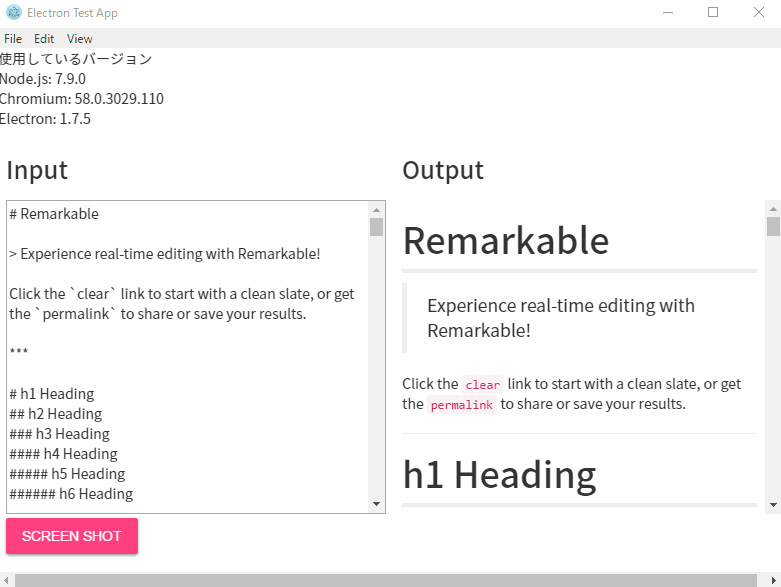 Electron Test App
File Edit View
使用しているバージョン
Node.js: 7.9.0
Chromium: 58.0.3029.110
Electron: 1.7.5
Input
# Remarkable
> Experience real-time editing with Remarkable!
Click the `clear` link to start with a clean slate, or get
the `permalink` to share or save your results.
***
# h1 Heading
## h2 Heading
### h3 Heading
#### h4 Heading
##### h5 Heading
###### h6 Heading
SCREEN SHOT
Output
Remarkable
Experience real-time editing with
Remarkable!
Click the clear link to start with a clean slate, or get
the permalink to share or save your results.
h1 Heading